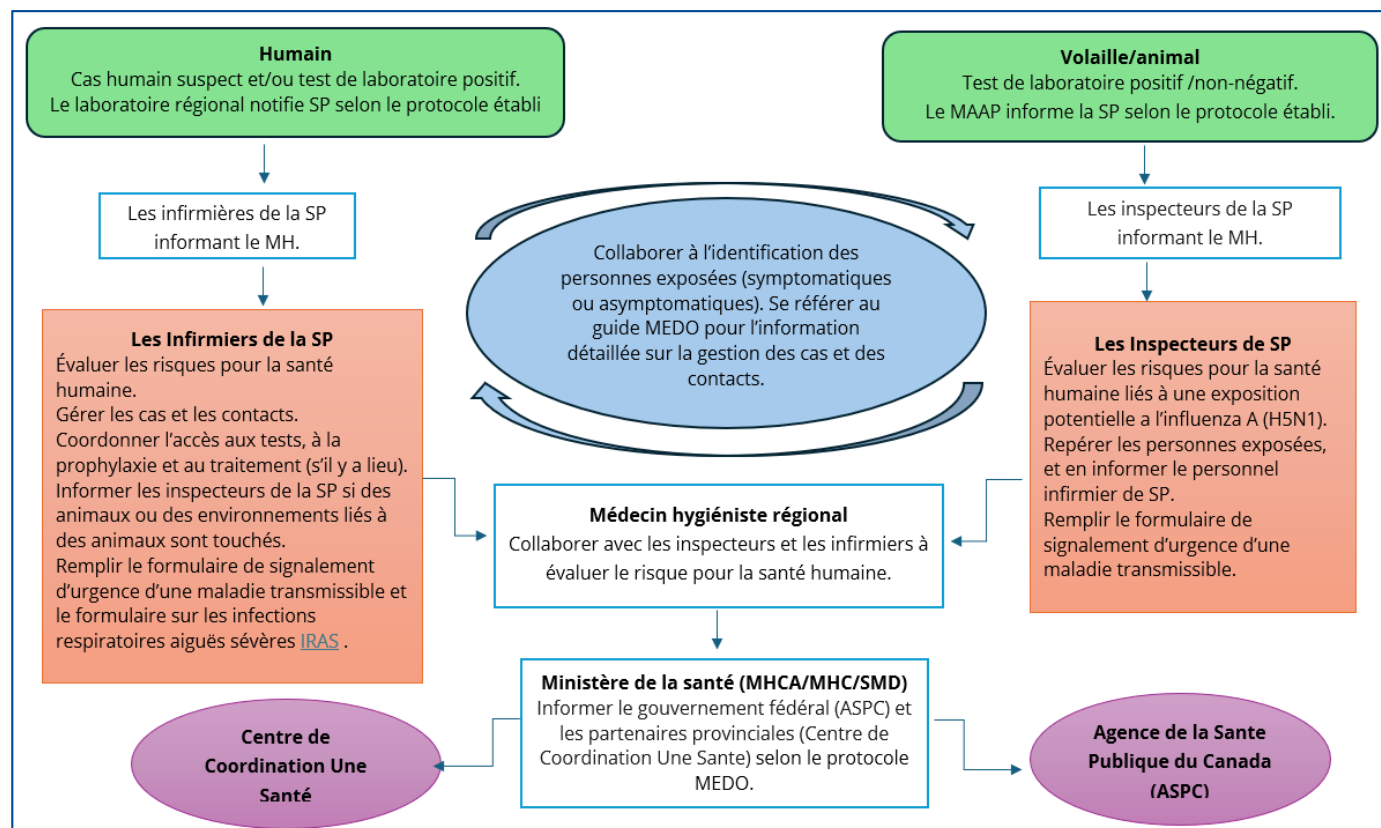 Humain
Cas humain suspect et/ou test de laboratoire positif.
Le laboratoire régional notifie SP selon le protocole établi
Volaille/animal
Test de laboratoire positif /non-négatif.
Le MAAP informe la SP selon le protocole établi.
Les infirmières de la SP
informant le MH.
Collaborer à l’identification des
personnes exposées (symptomatiques
ou asymptomatiques). Se référer au
guide MEDO pour l’information
détaillée sur la gestion des cas et des
contacts.
Les inspecteurs de la SP
informant le MH.
Les Infirmiers de la SP
Évaluer les risques pour la santé
humaine.
Gérer les cas et les contacts.
Coordonner l’accès aux tests, à la
prophylaxie et au traitement (s’il y a lieu).
Informer les inspecteurs de la SP si des
animaux ou des environnements liés à
des animaux sont touchés.
Remplir le formulaire de signalement
d’urgence d’une maladie transmissible et
le formulaire sur les infections
respiratoires aiguës sévères IRAS .
Les Inspecteurs de SP
Évaluer les risques pour la santé
humaine liés à une exposition
potentielle a l’influenza A (H5N1).
Repérer les personnes exposées,
et en informer le personnel
infirmier de SP.
Remplir le formulaire de
signalement d’urgence d’une
maladie transmissible.
Médecin hygiéniste régional
Collaborer avec les inspecteurs et les infirmiers à
évaluer le risque pour la santé humaine.
Ministère de la santé (MHCA/MHC/SMD)
Informer le gouvernement fédéral (ASPC) et
les partenaires provinciales (Centre de
Coordination Une Sante) selon le protocole
MEDO.
Centre de
Coordination Une
Santé
Agence de la Sante
Publique du Canada
(ASPC)